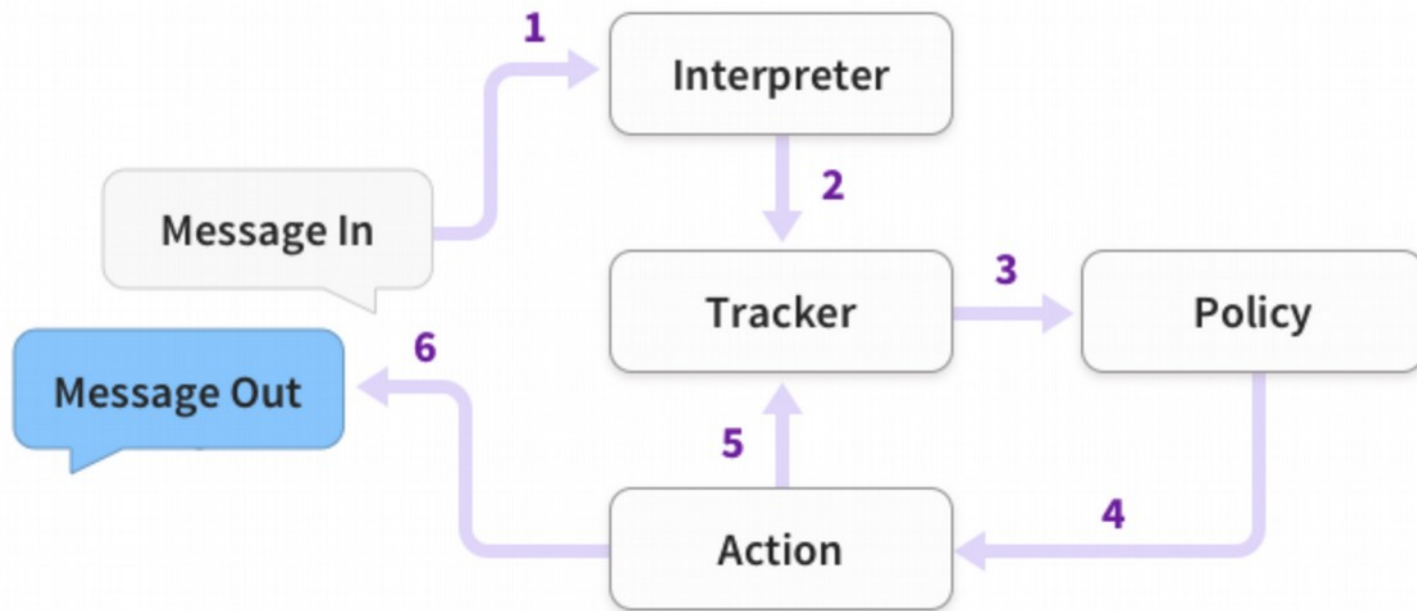 1
Interpreter
2
Message In
3
Tracker
Policy
6
Message Out
5
4
Action